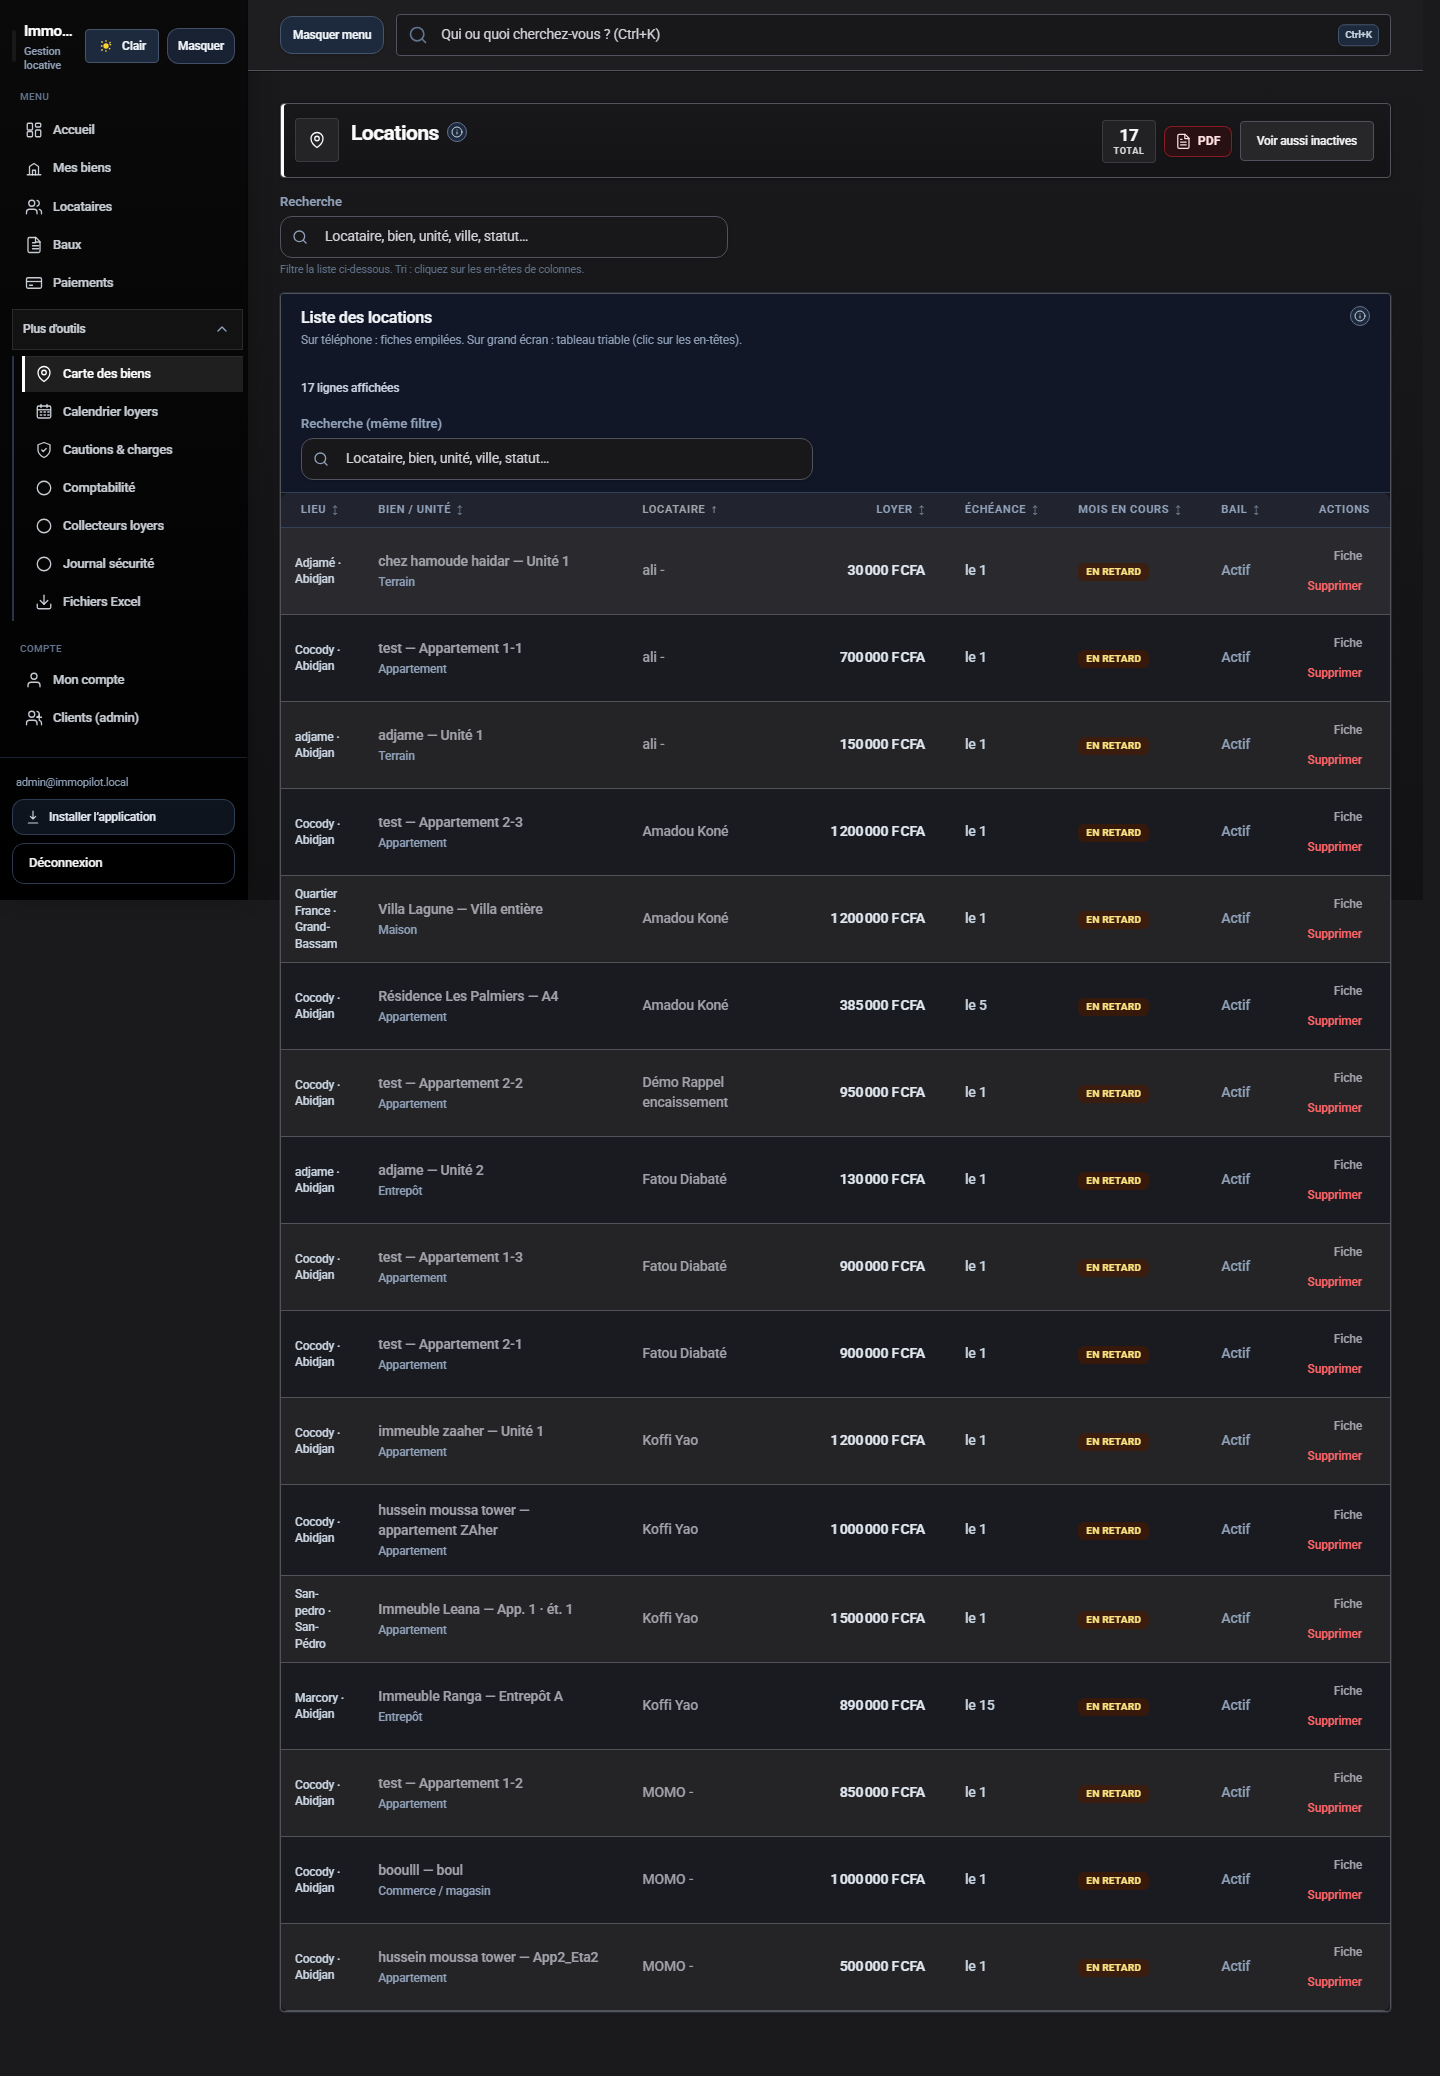 Immo...
Gestion
locative
Clair
Masquer
MENU
Accueil
Mes biens
Locataires
Baux
Paiements
Plus d'outils
Carte des biens
Calendrier loyers
Cautions & charges
Comptabilité
Collecteurs loyers
Journal sécurité
Fichiers Excel
COMPTE
Mon compte
Clients (admin)
admin@immopilot.local
Installer l'application
Déconnexion
Masquer menu
Qui ou quoi cherchez-vous ? (Ctrl+K)
Ctrl+K
Locations
17
TOTAL
PDF
Voir aussi inactives
Recherche
Locataire, bien, unité, ville, statut...
Filtre la liste ci-dessous. Tri : cliquez sur les en-têtes de colonnes.
Liste des locations
Sur téléphone : fiches empilées. Sur grand écran : tableau triable (clic sur les en-têtes).
17 lignes affichées
Recherche (même filtre)
Locataire, bien, unité, ville, statut...
LIEU ↕ BIEN / UNITÉ ↕ LOCATAIRE ↑ LOYER ↕ ÉCHÉANCE ↕ MOIS EN COURS ↕ BAIL ↕ ACTIONS
Adjamé ·
Abidjan
chez hamoude haidar — Unité 1
Terrain
ali -
30 000 FCFA
le 1
EN RETARD
Actif
Fiche
Supprimer
Cocody ·
Abidjan
test — Appartement 1-1
Appartement
ali -
700 000 FCFA
le 1
EN RETARD
Actif
Fiche
Supprimer
adjame ·
Abidjan
adjame — Unité 1
Terrain
ali -
150 000 FCFA
le 1
EN RETARD
Actif
Fiche
Supprimer
Cocody ·
Abidjan
test — Appartement 2-3
Appartement
Amadou Koné
1 200 000 FCFA
le 1
EN RETARD
Actif
Fiche
Supprimer
Quartier
France ·
Grand-
Bassam
Villa Lagune — Villa entière
Maison
Amadou Koné
1 200 000 FCFA
le 1
EN RETARD
Actif
Fiche
Supprimer
Cocody ·
Abidjan
Résidence Les Palmiers — A4
Appartement
Amadou Koné
385 000 FCFA
le 5
EN RETARD
Actif
Fiche
Supprimer
Cocody ·
Abidjan
test — Appartement 2-2
Appartement
Démo Rappel
encaissement
950 000 FCFA
le 1
EN RETARD
Actif
Fiche
Supprimer
adjame ·
Abidjan
adjame — Unité 2
Entrepôt
Fatou Diabaté
130 000 FCFA
le 1
EN RETARD
Actif
Fiche
Supprimer
Cocody ·
Abidjan
test — Appartement 1-3
Appartement
Fatou Diabaté
900 000 FCFA
le 1
EN RETARD
Actif
Fiche
Supprimer
Cocody ·
Abidjan
test — Appartement 2-1
Appartement
Fatou Diabaté
900 000 FCFA
le 1
EN RETARD
Actif
Fiche
Supprimer
Cocody ·
Abidjan
immeuble zaaher — Unité 1
Appartement
Koffi Yao
1 200 000 FCFA
le 1
EN RETARD
Actif
Fiche
Supprimer
Cocody ·
Abidjan
hussein moussa tower —
appartement ZAher
Appartement
Koffi Yao
1 000 000 FCFA
le 1
EN RETARD
Actif
Fiche
Supprimer
San-
pedro ·
San-
Pédro
Immeuble Leana — App. 1 · ét. 1
Appartement
Koffi Yao
1 500 000 FCFA
le 1
EN RETARD
Actif
Fiche
Supprimer
Marcory ·
Abidjan
Immeuble Ranga — Entrepôt A
Entrepôt
Koffi Yao
890 000 FCFA
le 15
EN RETARD
Actif
Fiche
Supprimer
Cocody ·
Abidjan
test — Appartement 1-2
Appartement
MOMO -
850 000 FCFA
le 1
EN RETARD
Actif
Fiche
Supprimer
Cocody ·
Abidjan
booulll — boul
Commerce / magasin
MOMO -
1 000 000 FCFA
le 1
EN RETARD
Actif
Fiche
Supprimer
Cocody ·
Abidjan
hussein moussa tower — App2_Eta2
Appartement
MOMO -
500 000 FCFA
le 1
EN RETARD
Actif
Fiche
Supprimer